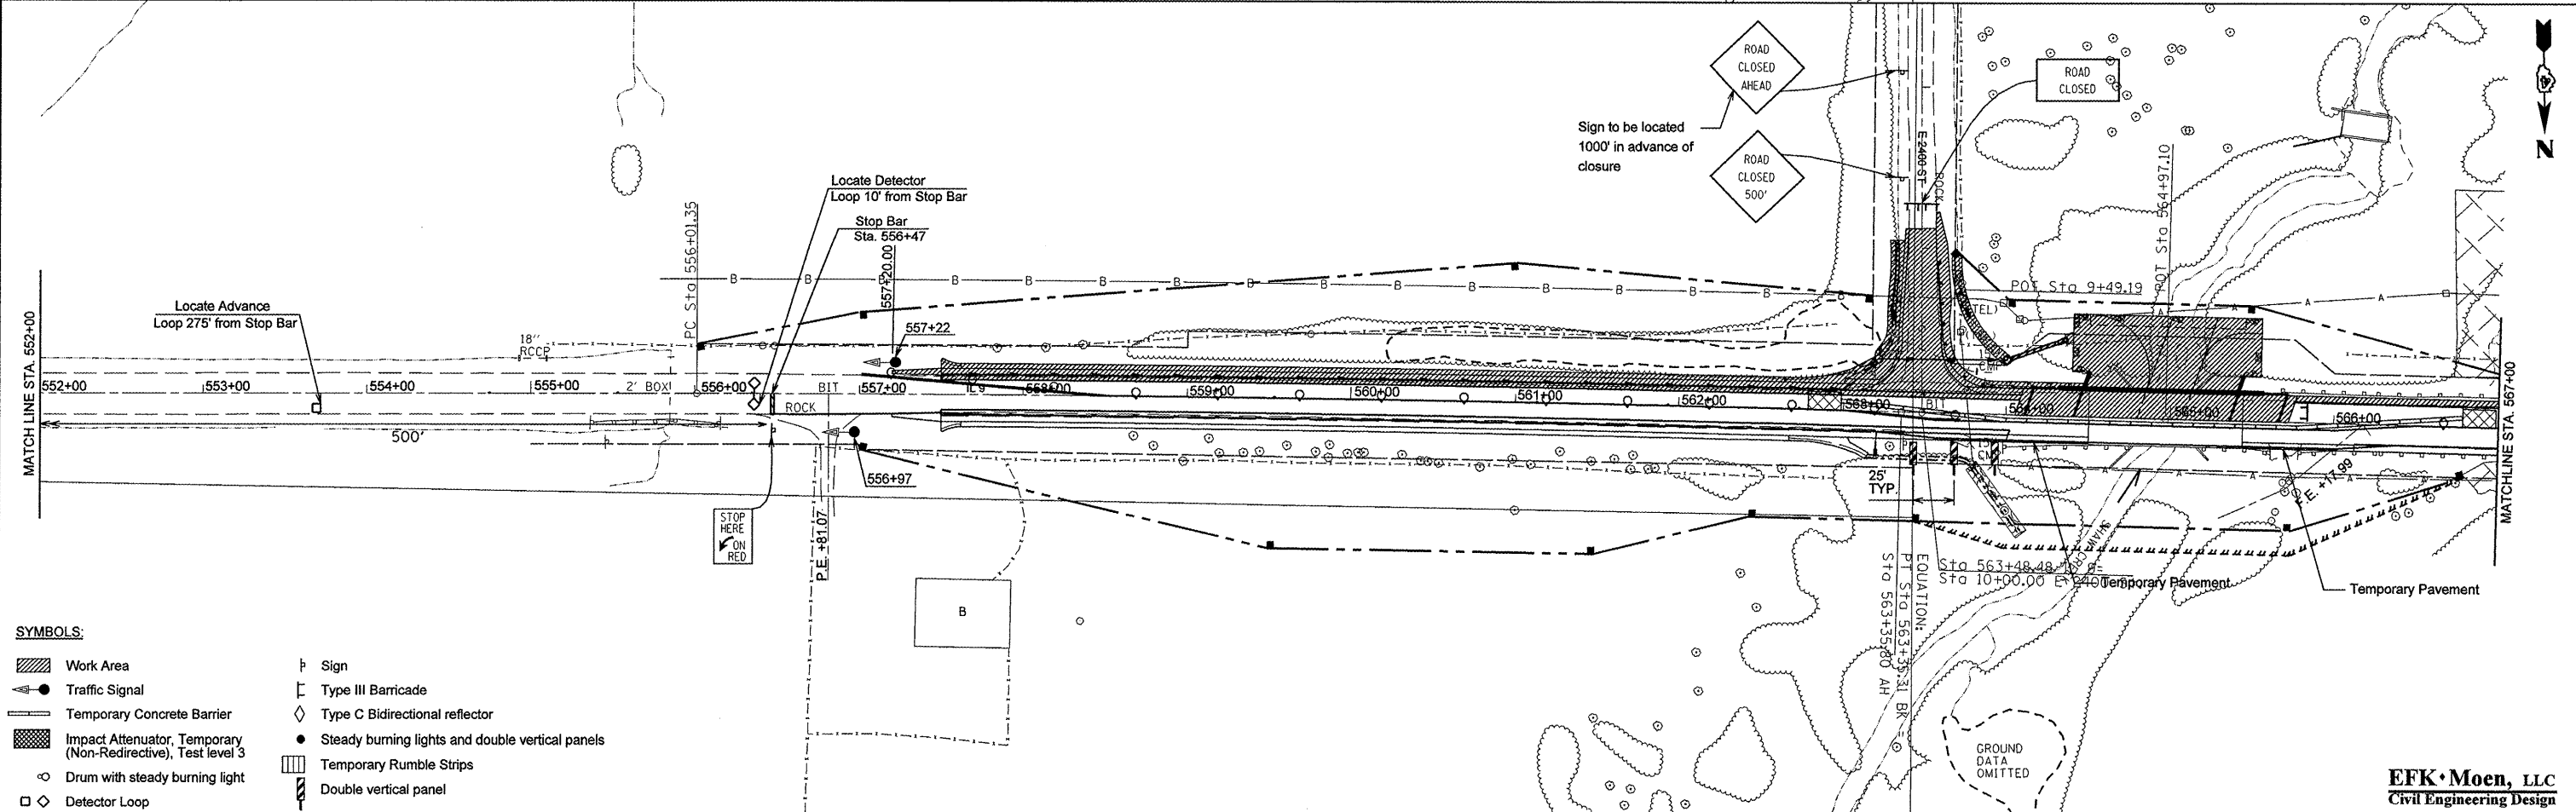 ROAD
CLOSED
AHEAD
ROAD
CLOSED
Sign to be located
1000' in advance of
closure
ROAD
CLOSED
500'
E 2400 ST
ROCK
N
POT Sta 564+97.10
POT Sta 9+49.19
Locate Detector
Loop 10' from Stop Bar
Stop Bar
Sta. 556+47
PC Sta 556+01.35
557+20.00
557+22
Locate Advance
Loop 275' from Stop Bar
18"
RCCP
B B B B B B B B B B B B
A A A
MATCH LINE STA. 552+00
MATCHLINE STA. 567+00
552+00
553+00
554+00
555+00
2' BOX
556+00
BIT
557+00
IL 9
558+00
559+00
560+00
561+00
562+00
BIT
566+00
ROCK
500'
556+97
25'
TYP.
STOP
HERE
ON
RED
P.E. +81.07
P.E. +17.99
EQUATION:
PT Sta 563+35.31 BK =
Sta 563+35.80 AH
Sta 563+48.48
Sta 10+00.00 E 2400
Temporary Pavement
Temporary Pavement
B
GROUND
DATA
OMITTED
SYMBOLS:
Work Area
Traffic Signal
Temporary Concrete Barrier
Impact Attenuator, Temporary
(Non-Redirective), Test level 3
Drum with steady burning light
Detector Loop
Sign
Type III Barricade
Type C Bidirectional reflector
Steady burning lights and double vertical panels
Temporary Rumble Strips
Double vertical panel
EFK•Moen, LLC
Civil Engineering Design